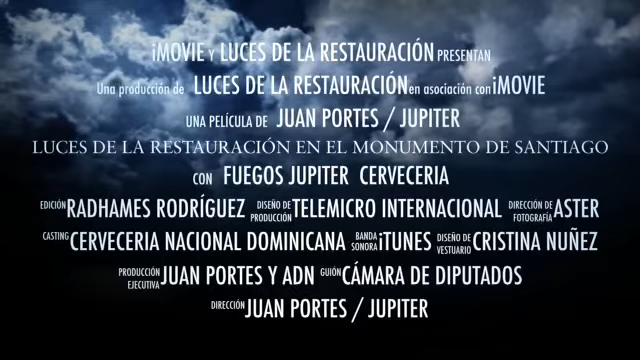 iMOVIE Y LUCES DE LA RESTAURACIÓN PRESENTAN
Una producción de LUCES DE LA RESTAURACIÓN en asociación con iMOVIE
UNA PELÍCULA DE JUAN PORTES / JUPITER
LUCES DE LA RESTAURACIÓN EN EL MONUMENTO DE SANTIAGO
CON FUEGOS JUPITER CERVECERIA
EDICIÓN RADHAMES RODRÍGUEZ DISEÑO DE PRODUCCIÓN TELEMICRO INTERNACIONAL DIRECCIÓN DE FOTOGRAFÍA ASTER
CASTING CERVECERIA NACIONAL DOMINICANA BANDA SONORA iTUNES DISEÑO DE VESTUARIO CRISTINA NUÑEZ
PRODUCCIÓN EJECUTIVA JUAN PORTES Y ADN GUIÓN CÁMARA DE DIPUTADOS
DIRECCIÓN JUAN PORTES / JUPITER